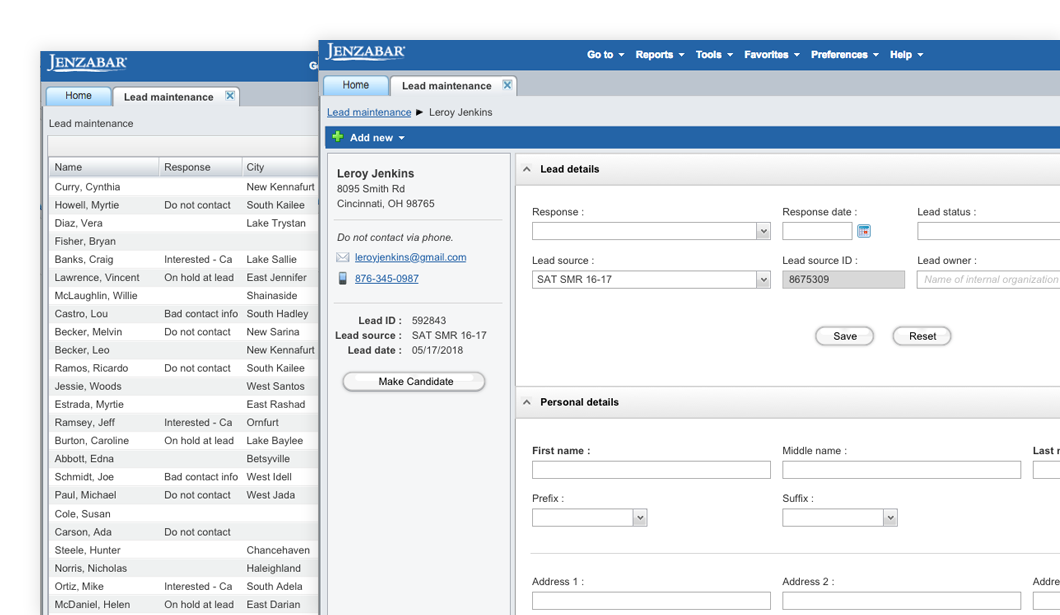 JENZABAR
G
Home
Lead maintenance
Lead maintenance
Name Response City
Curry, Cynthia New Kennafurt
Howell, Myrtie Do not contact South Kailee
Diaz, Vera Lake Trystan
Fisher, Bryan
Banks, Craig Interested - Ca Lake Sallie
Lawrence, Vincent On hold at lead East Jennifer
McLaughlin, Willie Shainaside
Castro, Lou Bad contact info South Hadley
Becker, Melvin Do not contact New Sarina
Becker, Leo New Kennafurt
Ramos, Ricardo Do not contact South Kailee
Jessie, Woods West Santos
Estrada, Myrtie East Rashad
Ramsey, Jeff Interested - Ca Ornfurt
Burton, Caroline On hold at lead Lake Baylee
Abbott, Edna Betsyville
Schmidt, Joe Bad contact info West Idell
Paul, Michael Do not contact West Jada
Cole, Susan
Carson, Ada Do not contact
Steele, Hunter Chancehaven
Norris, Nicholas Haleighland
Ortiz, Mike Interested - Ca South Adela
McDaniel, Helen On hold at lead East Darian
JENZABAR
Go to Reports Tools Favorites Preferences Help
Home Lead maintenance
Lead maintenance ► Leroy Jenkins
Add new
Leroy Jenkins
8095 Smith Rd
Cincinnati, OH 98765
Do not contact via phone.
leroyjenkins@gmail.com
876-345-0987
Lead ID : 592843
Lead source : SAT SMR 16-17
Lead date : 05/17/2018
Make Candidate
Lead details
Response : Response date : Lead status :
Lead source : Lead source ID : Lead owner :
SAT SMR 16-17 8675309 Name of internal organization
Save Reset
Personal details
First name : Middle name : Last n
Prefix : Suffix :
Address 1 : Address 2 : Addre